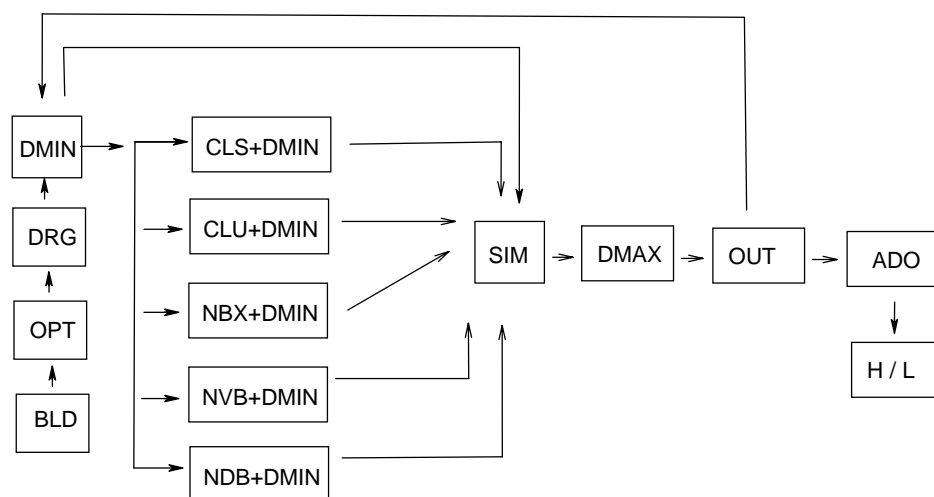 DMIN
DRG
OPT
BLD
CLS+DMIN
CLU+DMIN
NBX+DMIN
NVB+DMIN
NDB+DMIN
SIM
DMAX
OUT
ADO
H / L